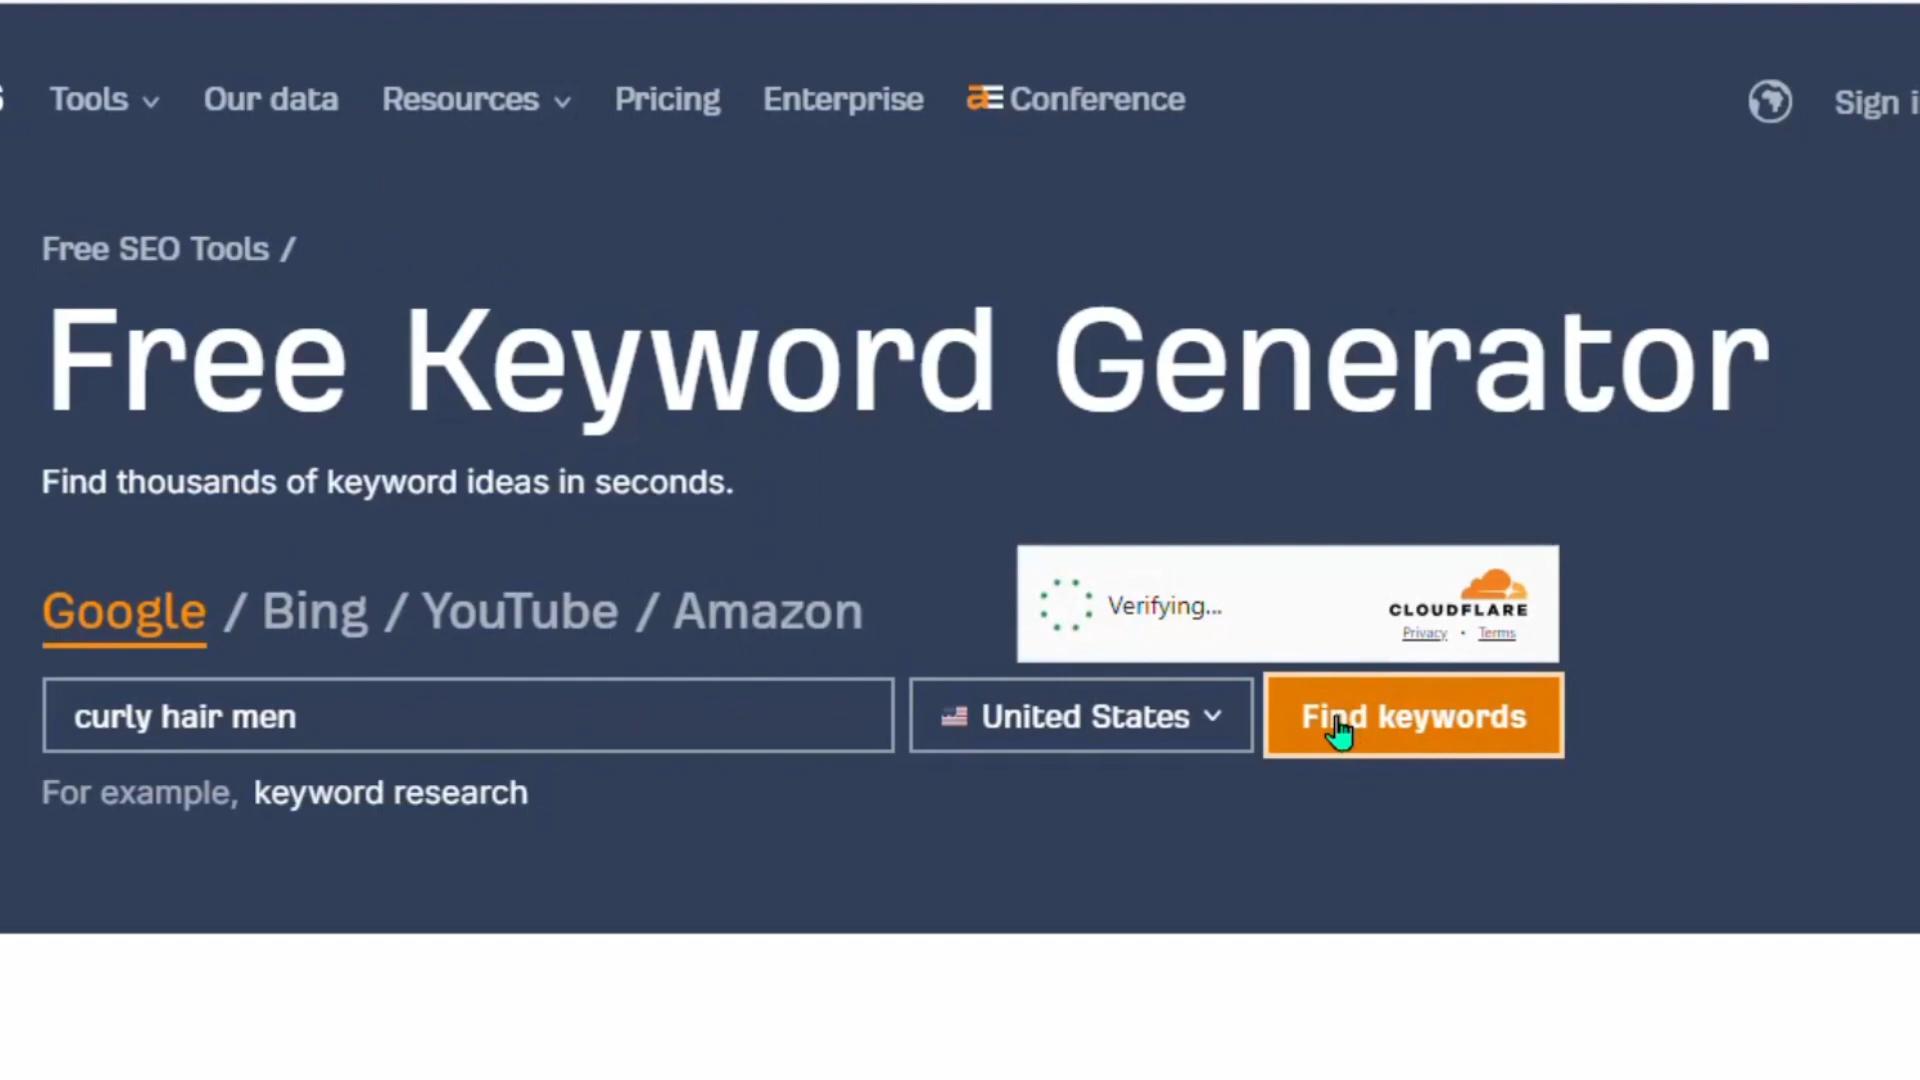 Tools Our data Resources Pricing Enterprise Conference Sign
Free SEO Tools /
Free Keyword Generator
Find thousands of keyword ideas in seconds.
Google / Bing / YouTube / Amazon
Verifying...
CLOUDFLARE
Privacy • Terms
curly hair men
United States
Find keywords
For example, keyword research